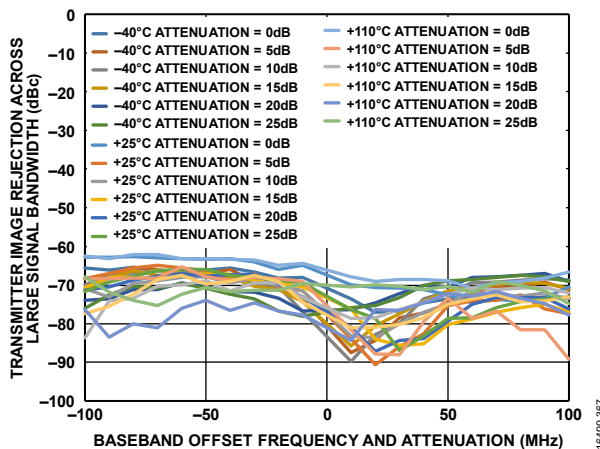 TRANSMITTER IMAGE REJECTION ACROSS
LARGE SIGNAL BANDWIDTH (dBc)
0
–10
–20
–30
–40
–50
–60
–70
–80
–90
–100
–40°C ATTENUATION = 0dB
–40°C ATTENUATION = 5dB
–40°C ATTENUATION = 10dB
–40°C ATTENUATION = 15dB
–40°C ATTENUATION = 20dB
–40°C ATTENUATION = 25dB
+25°C ATTENUATION = 0dB
+25°C ATTENUATION = 5dB
+25°C ATTENUATION = 10dB
+25°C ATTENUATION = 15dB
+25°C ATTENUATION = 20dB
+25°C ATTENUATION = 25dB
+110°C ATTENUATION = 0dB
+110°C ATTENUATION = 5dB
+110°C ATTENUATION = 10dB
+110°C ATTENUATION = 15dB
+110°C ATTENUATION = 20dB
+110°C ATTENUATION = 25dB
–100
–50
0
50
100
BASEBAND OFFSET FREQUENCY AND ATTENUATION (MHz)
16499-267